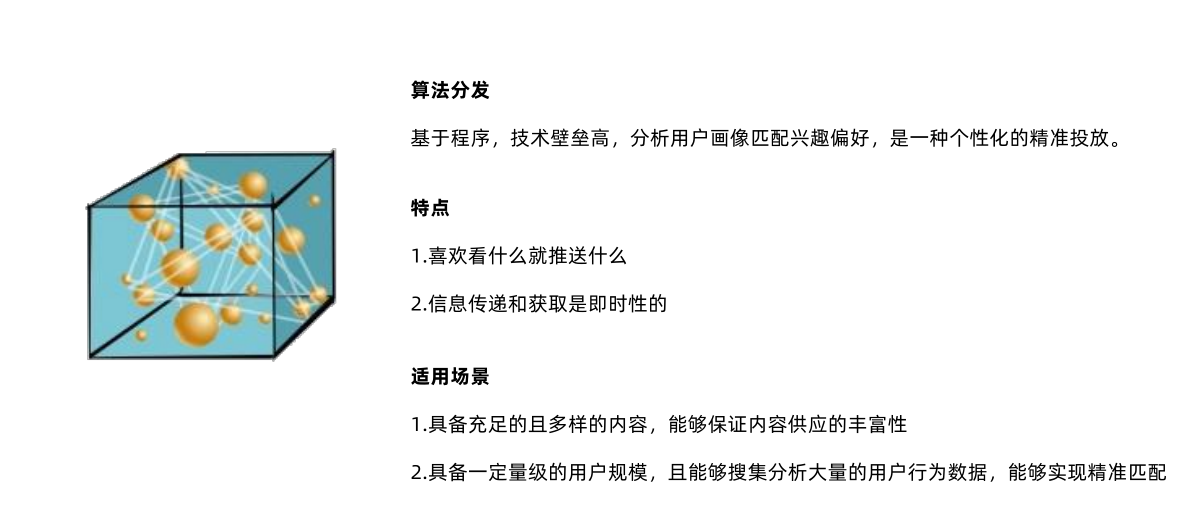 算法分发
基于程序，技术壁垒高，分析用户画像匹配兴趣偏好，是一种个性化的精准投放。
特点
1.喜欢看什么就推送什么
2.信息传递和获取是即时性的
适用场景
1.具备充足的且多样的内容，能够保证内容供应的丰富性
2.具备一定量级的用户规模，且能够搜集分析大量的用户行为数据，能够实现精准匹配